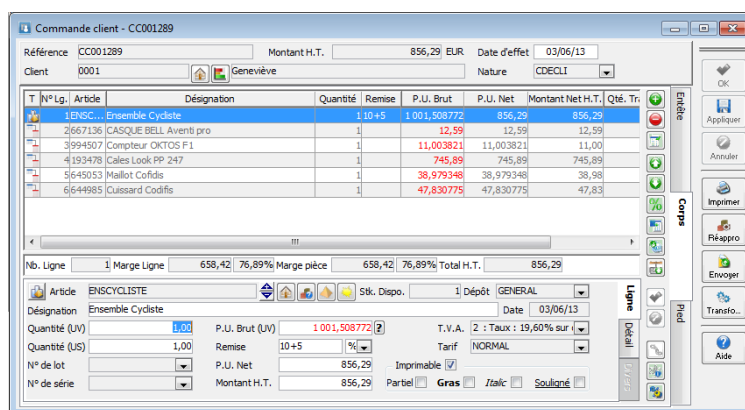 Commande client - CC001289
Référence CC001289 Montant H.T. 856,29 EUR Date d'effet 03/06/13
Client 0001 Geneviève Nature CDECLI
T N° Lg. Article Désignation Quantité Remise P.U. Brut P.U. Net Montant Net H.T. Qté. Tr
1 ENSC... Ensemble Cycliste 1 10+5 1 001,508772 856,29 856,29
2 667136 CASQUE BELL Aventi pro 1 12,59 12,59 12,59
3 994507 Compteur OKTOS F1 1 11,003821 11,003821 11,00
4 193478 Cales Look PP 247 1 745,89 745,89 745,89
5 645053 Maillot Cofidis 1 38,979348 38,979348 38,98
6 644985 Cuissard Codifis 1 47,830775 47,830775 47,83
Nb. Ligne 1 Marge Ligne 658,42 76,89% Marge pièce 658,42 76,89% Total H.T. 856,29
Article ENSCYCLISTE Stk. Dispo. 1 Dépôt GENERAL
Désignation Ensemble Cycliste Date 03/06/13
Quantité (UV) 1,00 P.U. Brut (UV) 1 001,508772 ? T.V.A. 2 : Taux : 19,60% sur
Quantité (US) 1,00 Remise 10+5 % Tarif NORMAL
N° de lot P.U. Net 856,29 Imprimable
N° de série Montant H.T. 856,29 Partiel Gras Italic Souligné
Entête
Corps
Pied
Ligne
Détail
OK
Appliquer
Annuler
Imprimer
Réappro
Envoyer
Transfo...
Aide